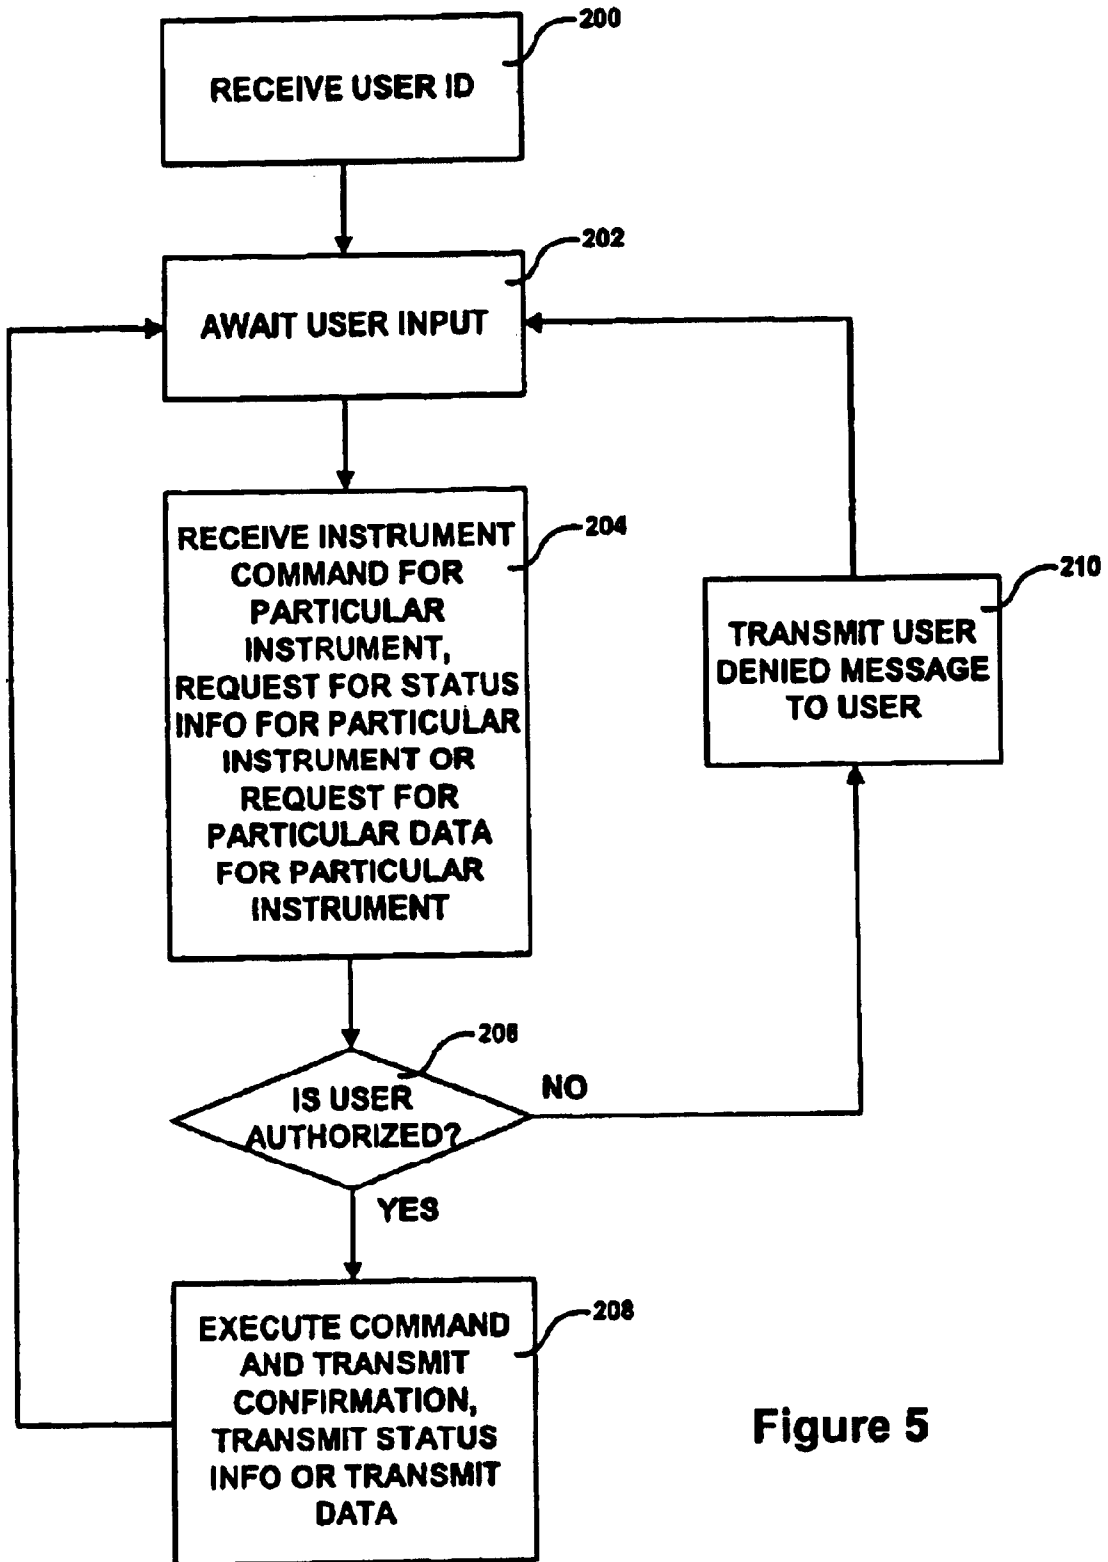 200
RECEIVE USER ID
202
AWAIT USER INPUT
204
RECEIVE INSTRUMENT
COMMAND FOR
PARTICULAR
INSTRUMENT,
REQUEST FOR STATUS
INFO FOR PARTICULAR
INSTRUMENT OR
REQUEST FOR
PARTICULAR DATA
FOR PARTICULAR
INSTRUMENT
210
TRANSMIT USER
DENIED MESSAGE
TO USER
206
IS USER
AUTHORIZED?
NO
YES
208
EXECUTE COMMAND
AND TRANSMIT
CONFIRMATION,
TRANSMIT STATUS
INFO OR TRANSMIT
DATA
Figure 5